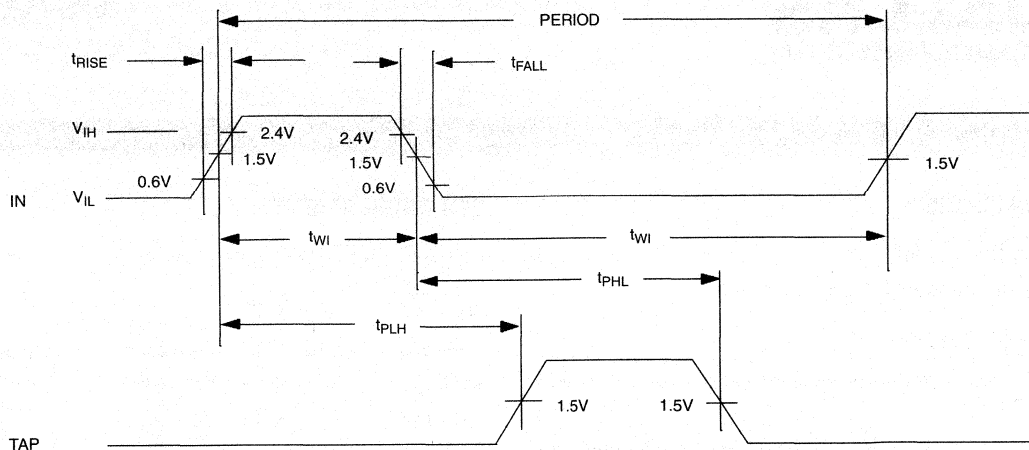 PERIOD
tRISE
tFALL
VIH
2.4V
2.4V
1.5V
1.5V
1.5V
0.6V
0.6V
IN
VIL
tWI
tWI
tPHL
tPLH
1.5V
1.5V
TAP